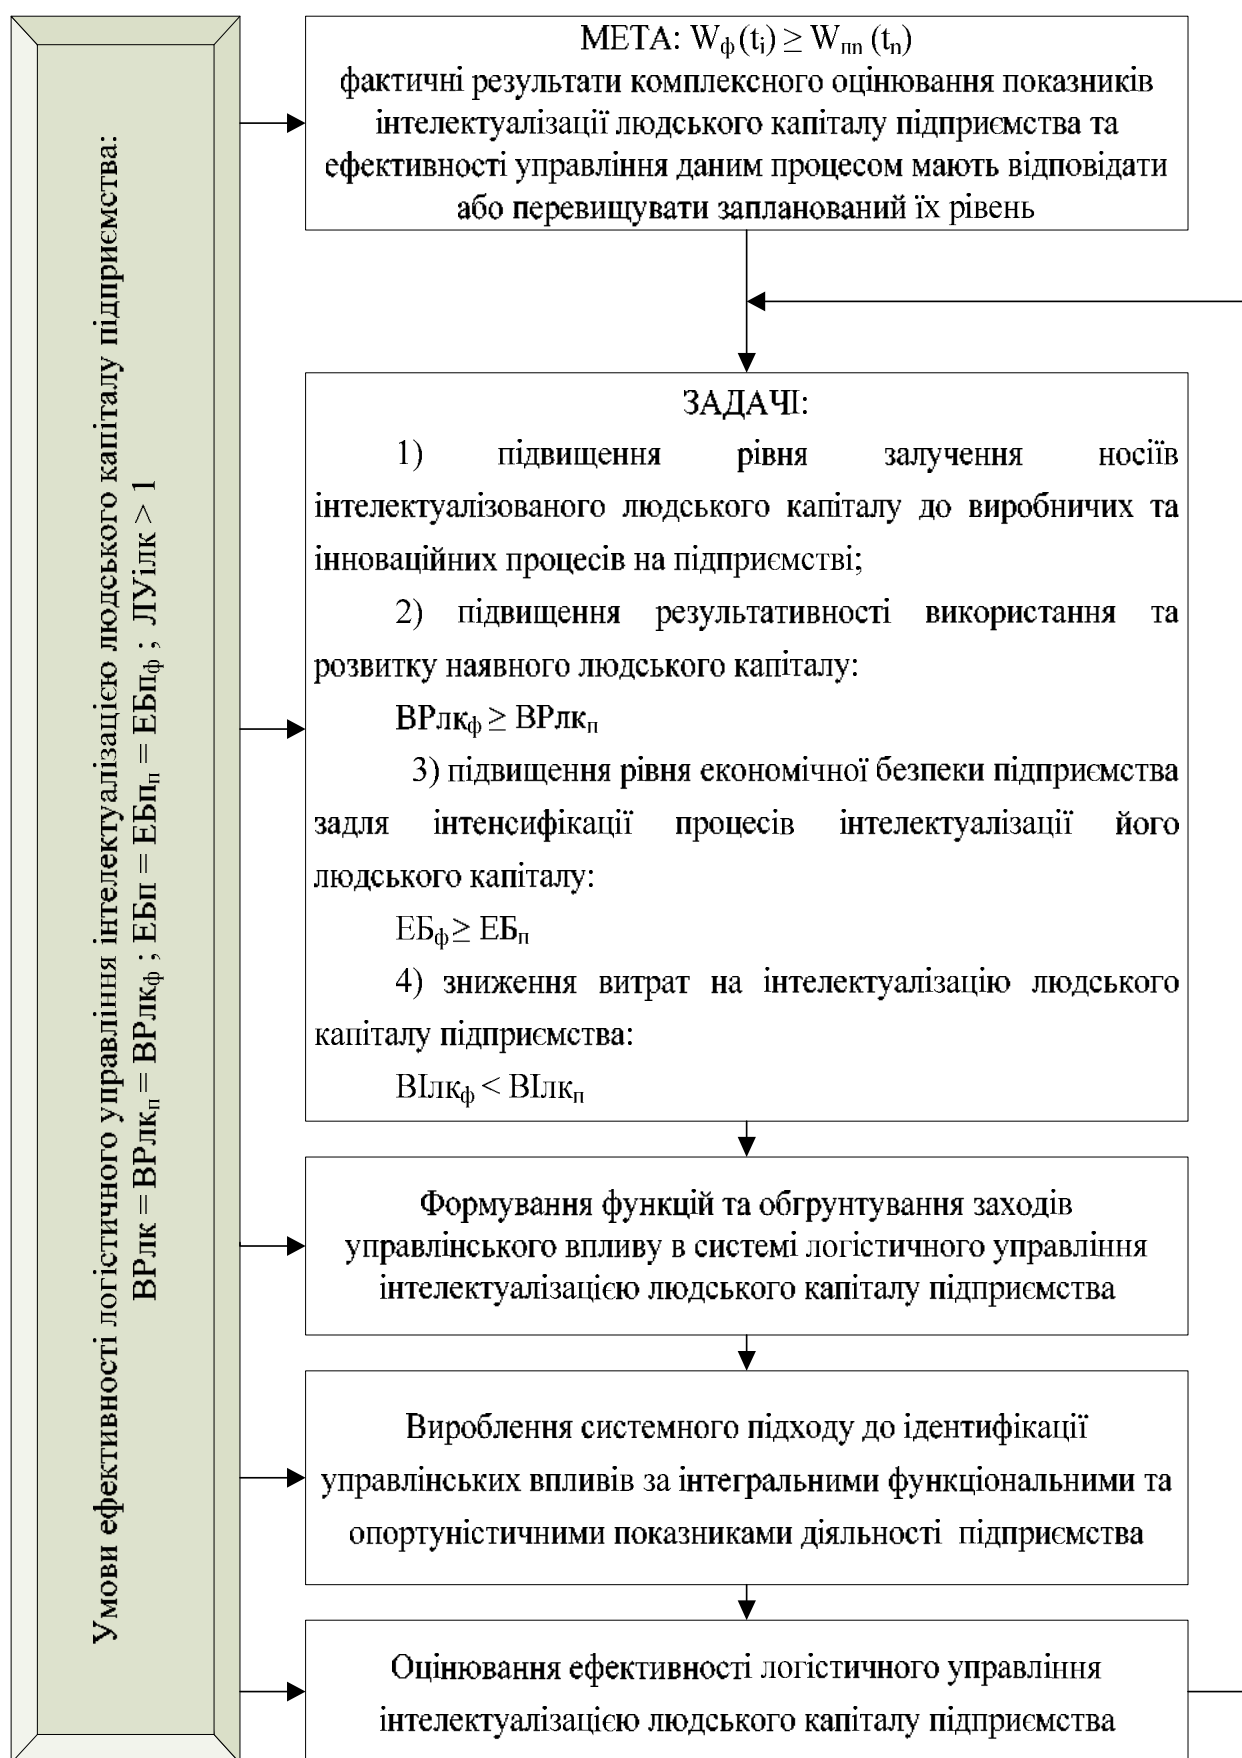 Умови ефективності логістичного управління інтелектуалізацією людського капіталу підприємства:
ВРлк = ВРлкп = ВРлкф ; ЕБп = ЕБпп = ЕБпф ; ЛУілк > 1
МЕТА: Wф (ti) ≥ Wпп (tn)
фактичні результати комплексного оцінювання показників
інтелектуалізації людського капіталу підприємства та
ефективності управління даним процесом мають відповідати
або перевищувати запланований їх рівень
ЗАДАЧІ:
1) підвищення рівня залучення носіїв
інтелектуалізованого людського капіталу до виробничих та
інноваційних процесів на підприємстві;
2) підвищення результативності використання та
розвитку наявного людського капіталу:
ВРлкф ≥ ВРлкп
3) підвищення рівня економічної безпеки підприємства
задля інтенсифікації процесів інтелектуалізації його
людського капіталу:
ЕБф ≥ ЕБп
4) зниження витрат на інтелектуалізацію людського
капіталу підприємства:
ВІлкф < ВІлкп
Формування функцій та обгрунтування заходів
управлінського впливу в системі логістичного управління
інтелектуалізацією людського капіталу підприємства
Вироблення системного підходу до ідентифікації
управлінських впливів за інтегральними функціональними та
опортуністичними показниками діяльності підприємства
Оцінювання ефективності логістичного управління
інтелектуалізацією людського капіталу підприємства